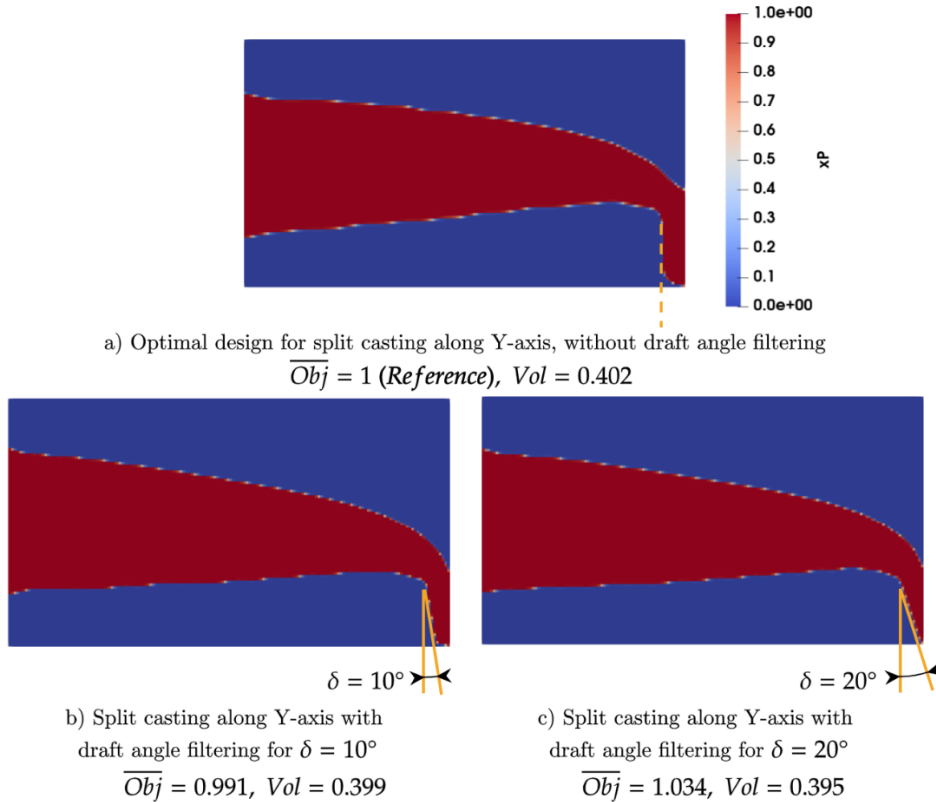 1.0e+00
0.9
0.8
0.7
0.6
0.5
0.4
0.3
0.2
0.1
0.0e+00
xP
a) Optimal design for split casting along Y-axis, without draft angle filtering
Obj = 1 (Reference), Vol = 0.402
δ = 10°
δ = 20°
b) Split casting along Y-axis with
draft angle filtering for δ = 10°
Obj = 0.991, Vol = 0.399
c) Split casting along Y-axis with
draft angle filtering for δ = 20°
Obj = 1.034, Vol = 0.395